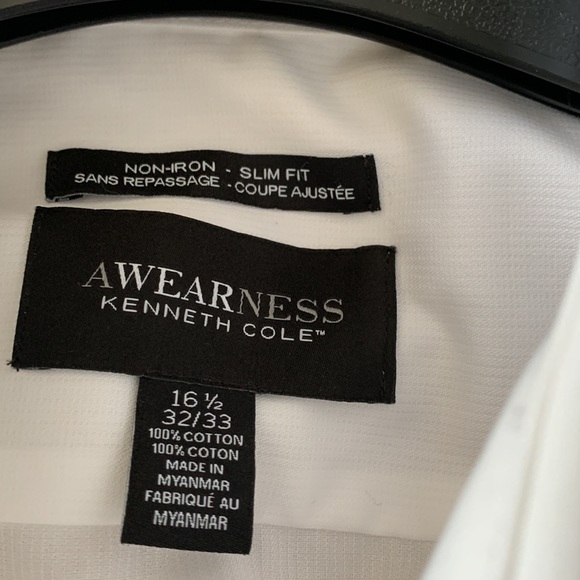 NON-IRON - SLIM FIT
SANS REPASSAGE - COUPE AJUSTÉE
AWEARNESS
KENNETH COLE™
16 ½
32/33
100% COTTON
100% COTON
MADE IN
MYANMAR
FABRIQUÉ AU
MYANMAR